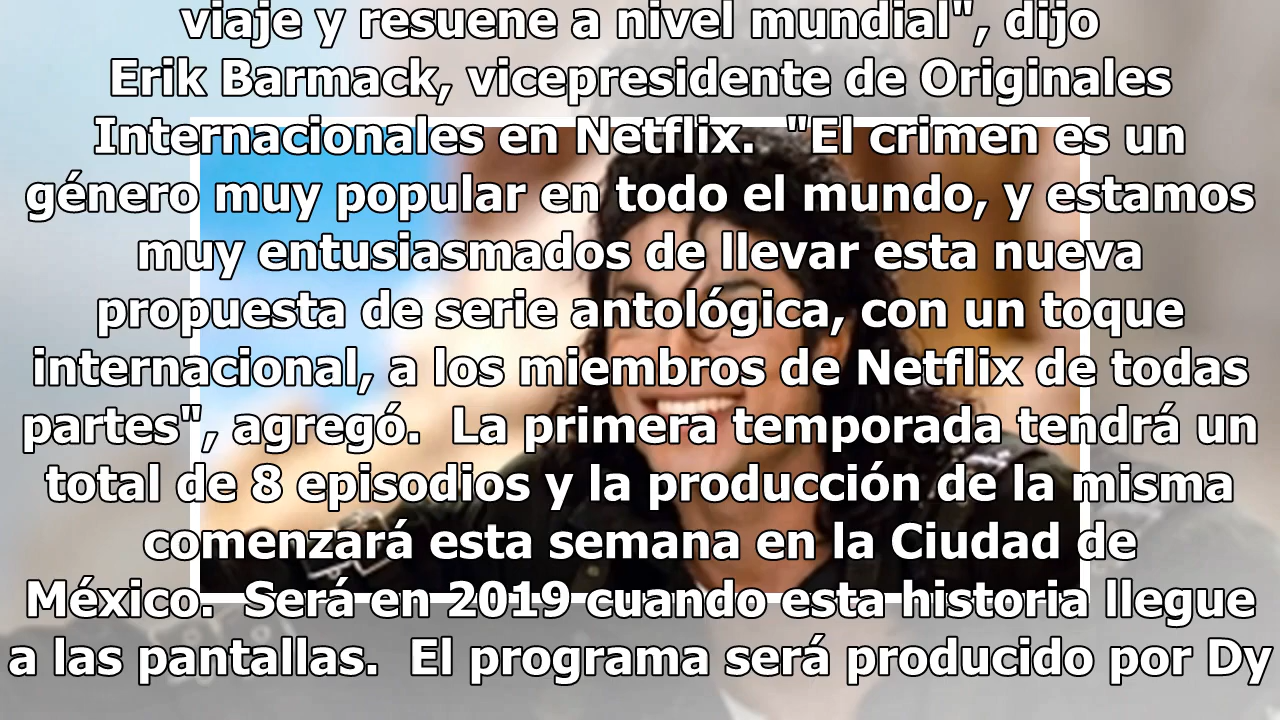 viaje y resuene a nivel mundial", dijo
Erik Barmack, vicepresidente de Originales
Internacionales en Netflix.  "El crimen es un
género muy popular en todo el mundo, y estamos
muy entusiasmados de llevar esta nueva
propuesta de serie antológica, con un toque
internacional, a los miembros de Netflix de todas
partes", agregó.  La primera temporada tendrá un
total de 8 episodios y la producción de la misma
comenzará esta semana en la Ciudad de
México.  Será en 2019 cuando esta historia llegue
a las pantallas.  El programa será producido por Dy